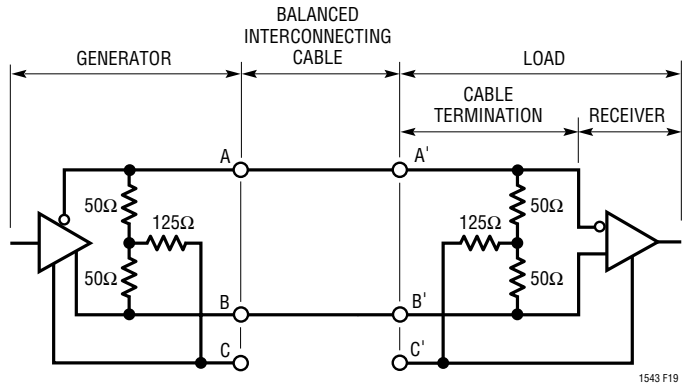 BALANCED
INTERCONNECTING
CABLE
GENERATOR
LOAD
CABLE
TERMINATION
RECEIVER
A
A'
50Ω
125Ω
50Ω
125Ω
50Ω
50Ω
B
B'
C
C'
1543 F19